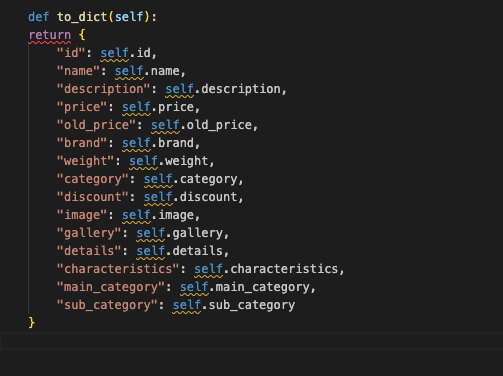 def to_dict(self):
return {
    "id": self.id,
    "name": self.name,
    "description": self.description,
    "price": self.price,
    "old_price": self.old_price,
    "brand": self.brand,
    "weight": self.weight,
    "category": self.category,
    "discount": self.discount,
    "image": self.image,
    "gallery": self.gallery,
    "details": self.details,
    "characteristics": self.characteristics,
    "main_category": self.main_category,
    "sub_category": self.sub_category
}